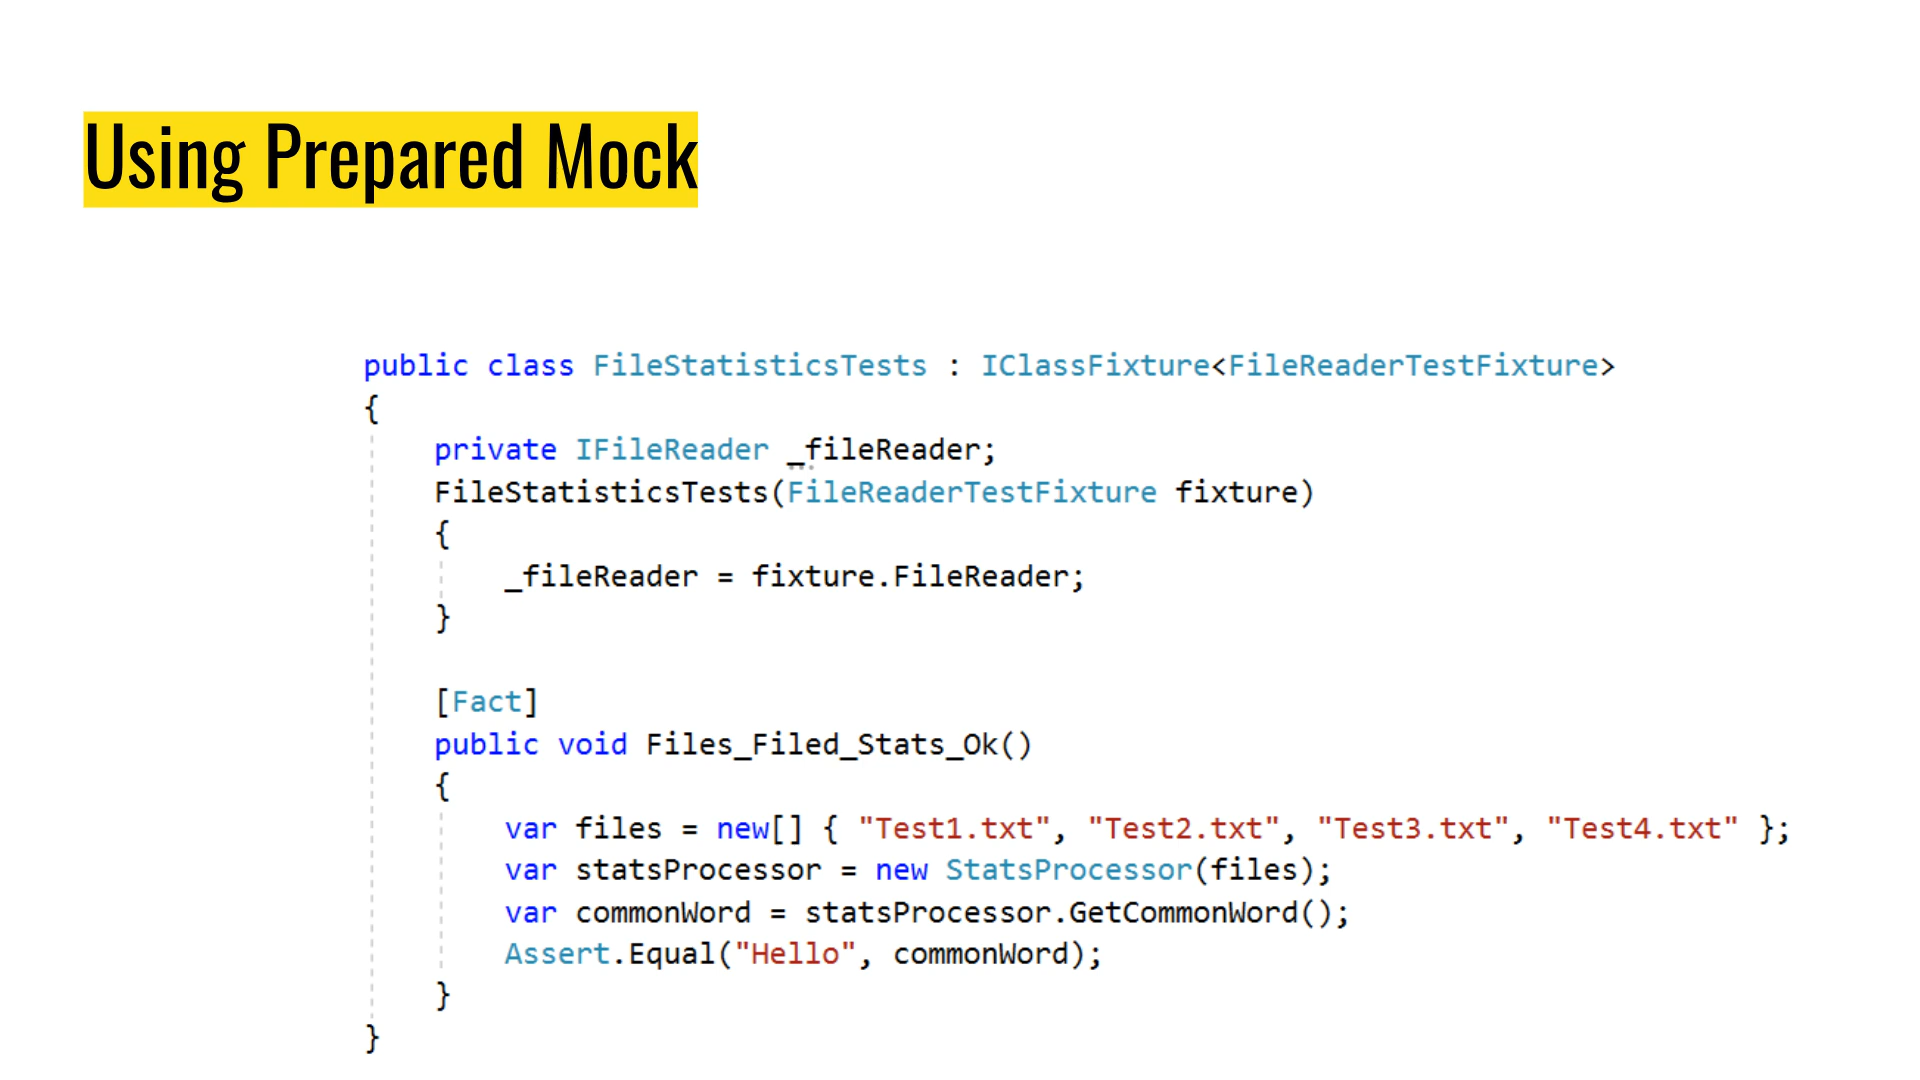 Using Prepared Mock
public class FileStatisticsTests : IClassFixture<FileReaderTestFixture>
{
private IFileReader _fileReader;
FileStatisticsTests(FileReaderTestFixture fixture)
{
_fileReader = fixture.FileReader;
}
[Fact]
public void Files_Filed_Stats_Ok()
{
var files = new[] { "Test1.txt", "Test2.txt", "Test3.txt", "Test4.txt" };
var statsProcessor = new StatsProcessor(files);
var commonWord = statsProcessor.GetCommonWord();
Assert.Equal("Hello", commonWord);
}
}